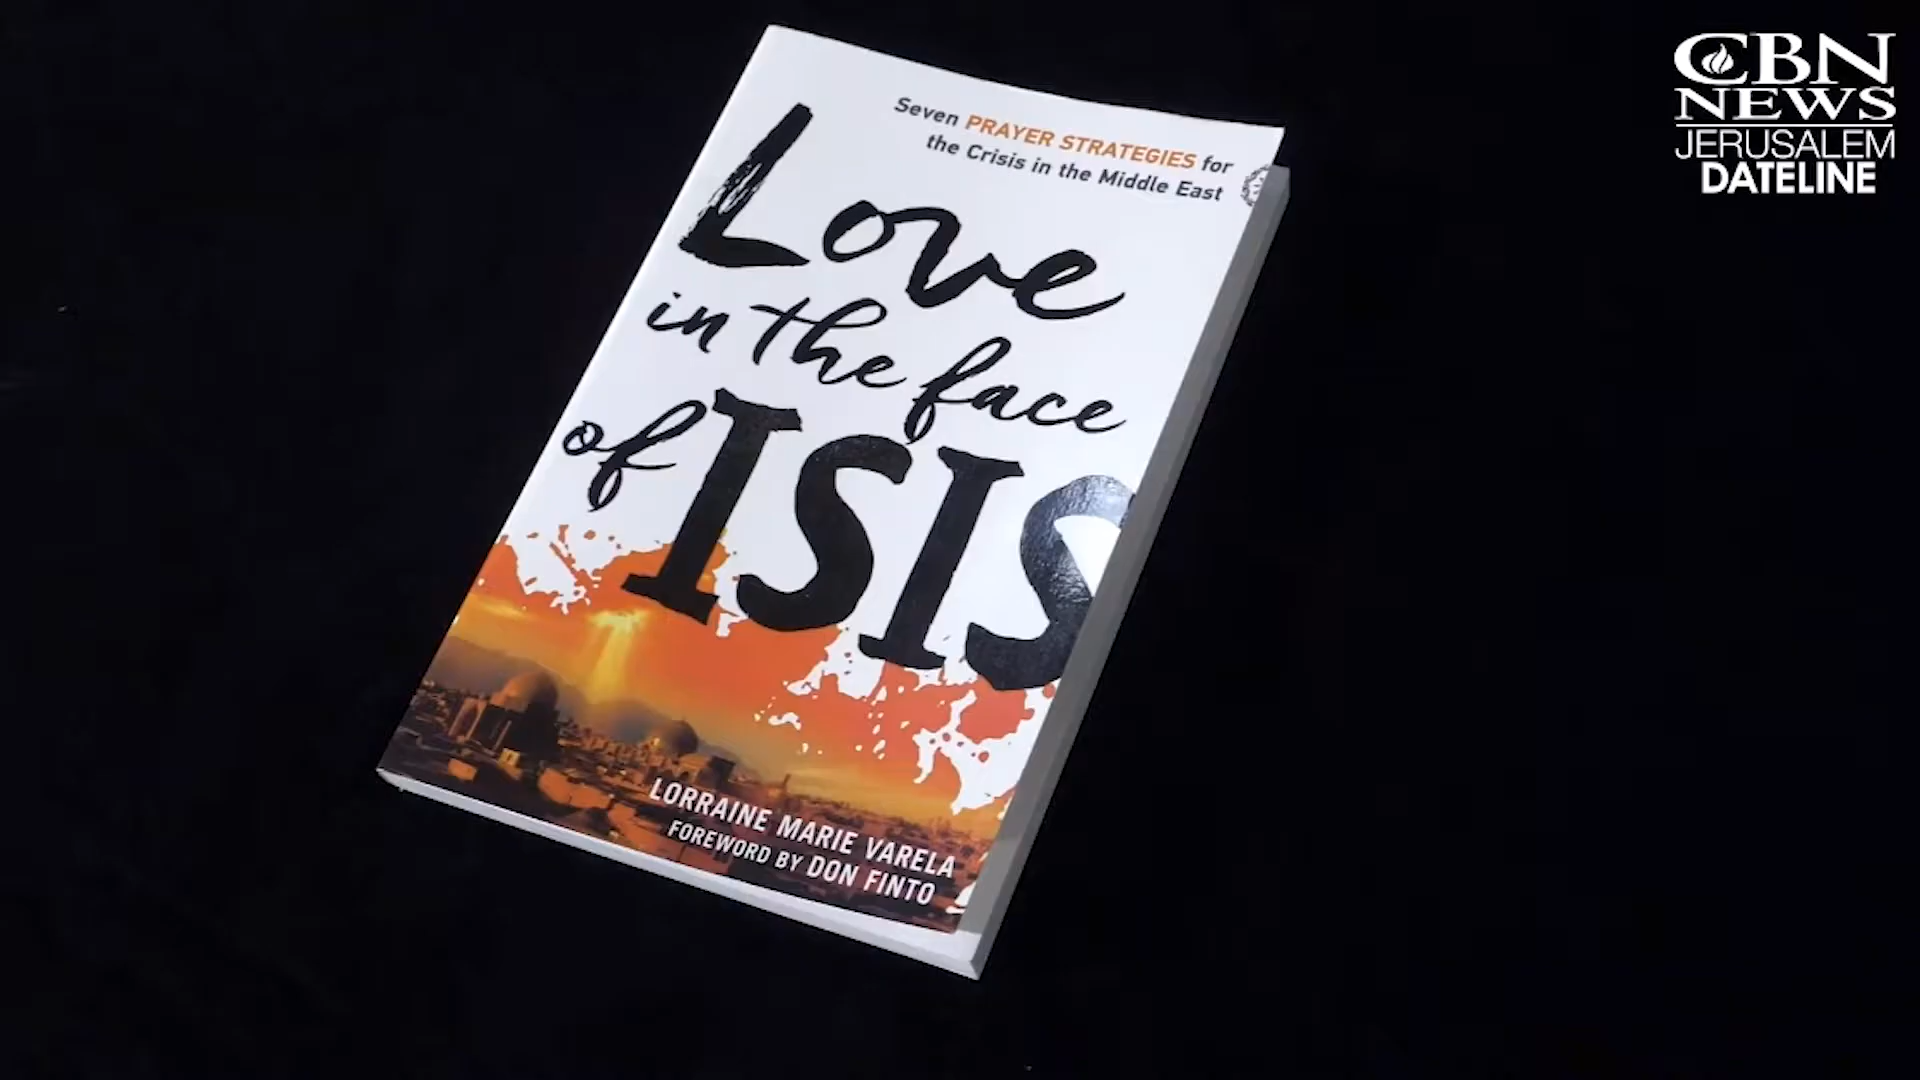 Seven PRAYER STRATEGIES for
the Crisis in the Middle East
Love
in the face
of ISIS
LORRAINE MARIE VARELA
FOREWORD BY DON FINTO
CBN
NEWS
JERUSALEM
DATELINE